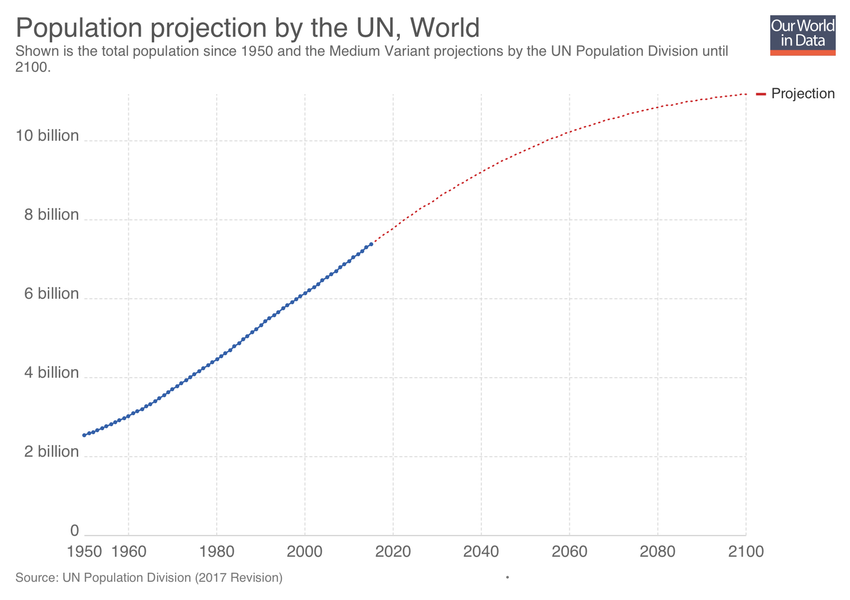 Population projection by the UN, World
Shown is the total population since 1950 and the Medium Variant projections by the UN Population Division until
2100.
Our World
in Data
Projection
10 billion
8 billion
6 billion
4 billion
2 billion
0
1950 1960 1980 2000 2020 2040 2060 2080 2100
Source: UN Population Division (2017 Revision)